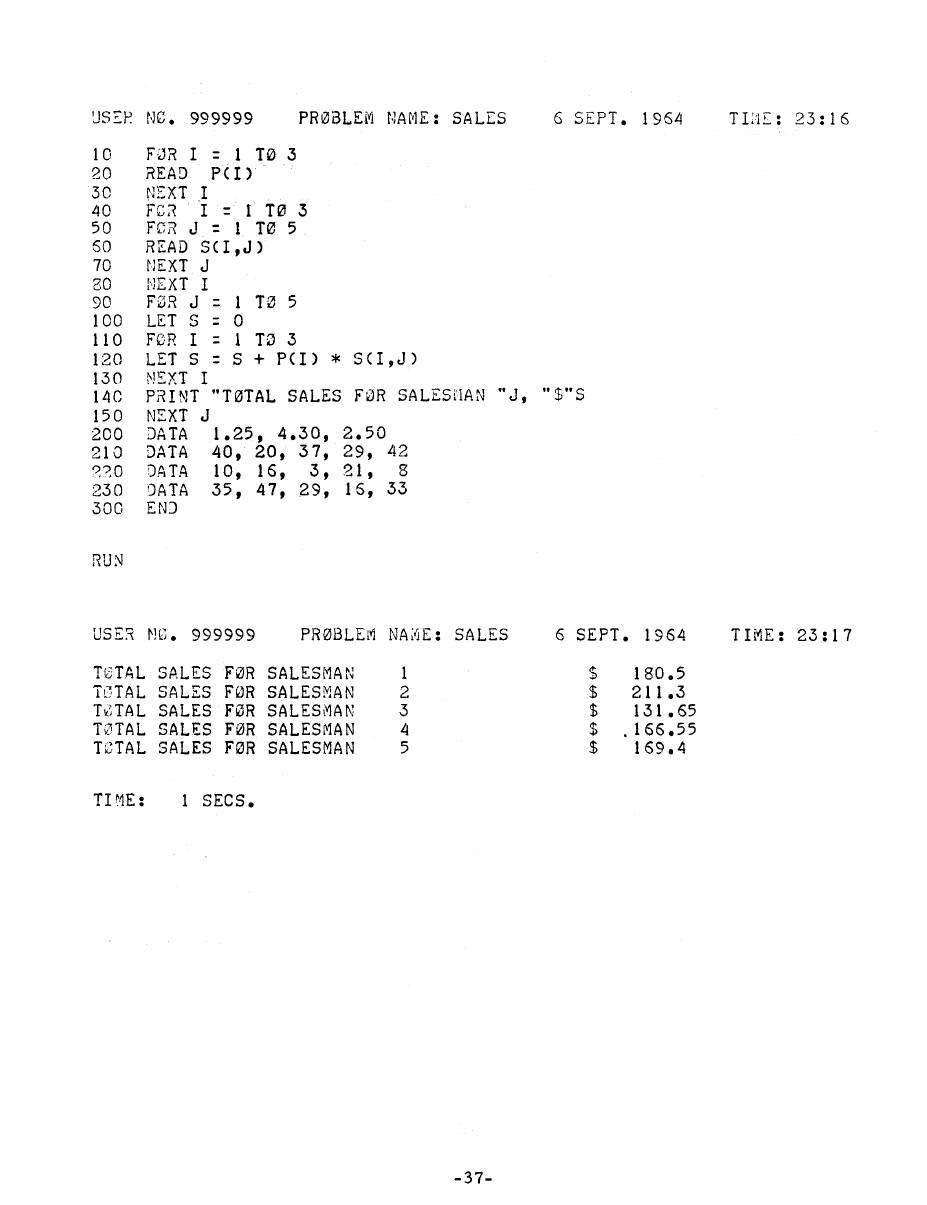 USER NØ. 999999 PRØBLEM NAME: SALES 6 SEPT. 1964 TIME: 23:16
10 FØR I = 1 TØ 3
20 READ P(I)
30 NEXT I
40 FØR I = 1 TØ 3
50 FØR J = 1 TØ 5
60 READ S(I,J)
70 NEXT J
80 NEXT I
90 FØR J = 1 TØ 5
100 LET S = 0
110 FØR I = 1 TØ 3
120 LET S = S + P(I) * S(I,J)
130 NEXT I
140 PRINT "TØTAL SALES FØR SALESMAN "J, "$"S
150 NEXT J
200 DATA 1.25, 4.30, 2.50
210 DATA 40, 20, 37, 29, 42
220 DATA 10, 16, 3, 21, 8
230 DATA 35, 47, 29, 16, 33
300 END
RUN
USER NØ. 999999 PRØBLEM NAME: SALES 6 SEPT. 1964 TIME: 23:17
TØTAL SALES FØR SALESMAN 1 $ 180.5
TØTAL SALES FØR SALESMAN 2 $ 211.3
TØTAL SALES FØR SALESMAN 3 $ 131.65
TØTAL SALES FØR SALESMAN 4 $ 166.55
TØTAL SALES FØR SALESMAN 5 $ 169.4
TIME: 1 SECS.
-37-